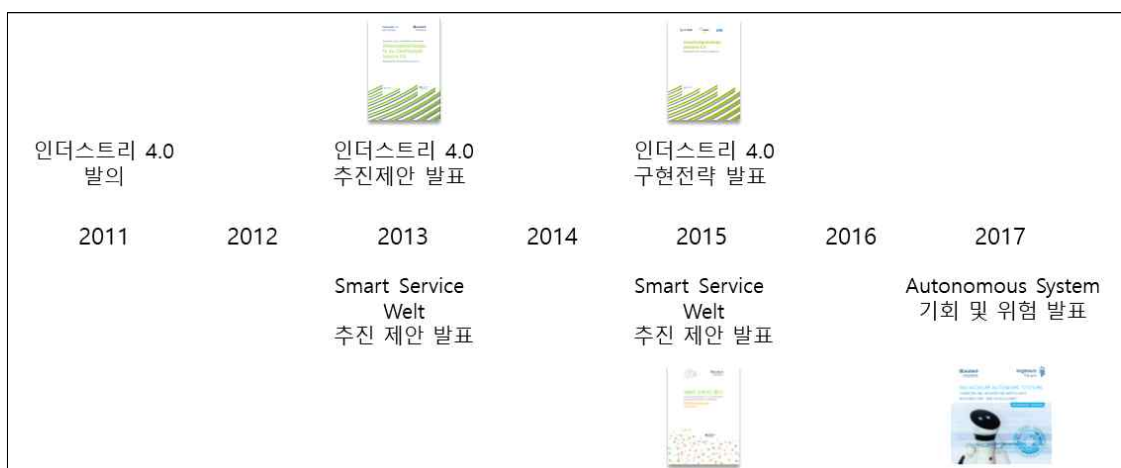 인더스트리 4.0
발의
인더스트리 4.0
추진제안 발표
인더스트리 4.0
구현전략 발표
2011 2012 2013 2014 2015 2016 2017
Smart Service
Welt
추진 제안 발표
Smart Service
Welt
추진 제안 발표
Autonomous System
기회 및 위험 발표